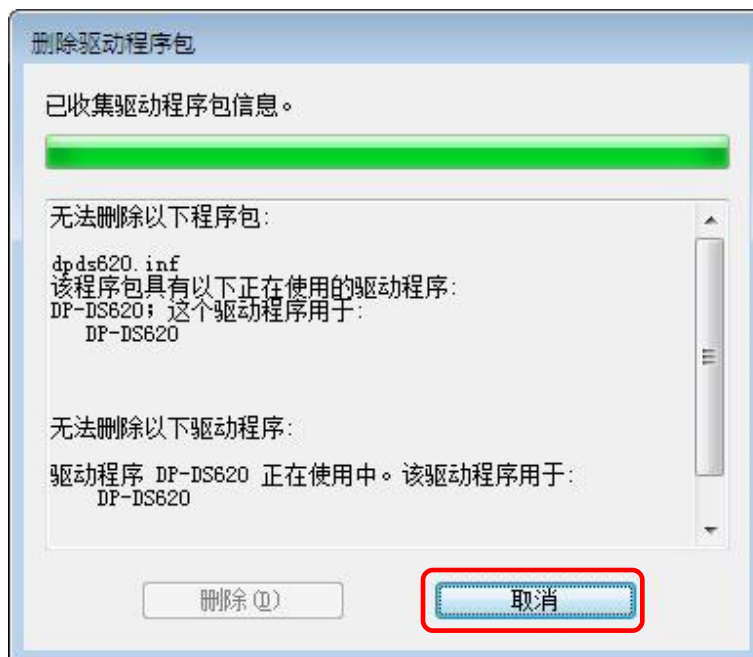 删除驱动程序包
已收集驱动程序包信息。
无法删除以下程序包:
dpds620.inf
该程序包具有以下正在使用的驱动程序:
DP-DS620; 这个驱动程序用于:
DP-DS620
无法删除以下驱动程序:
驱动程序 DP-DS620 正在使用中。该驱动程序用于:
DP-DS620
删除(D)
取消